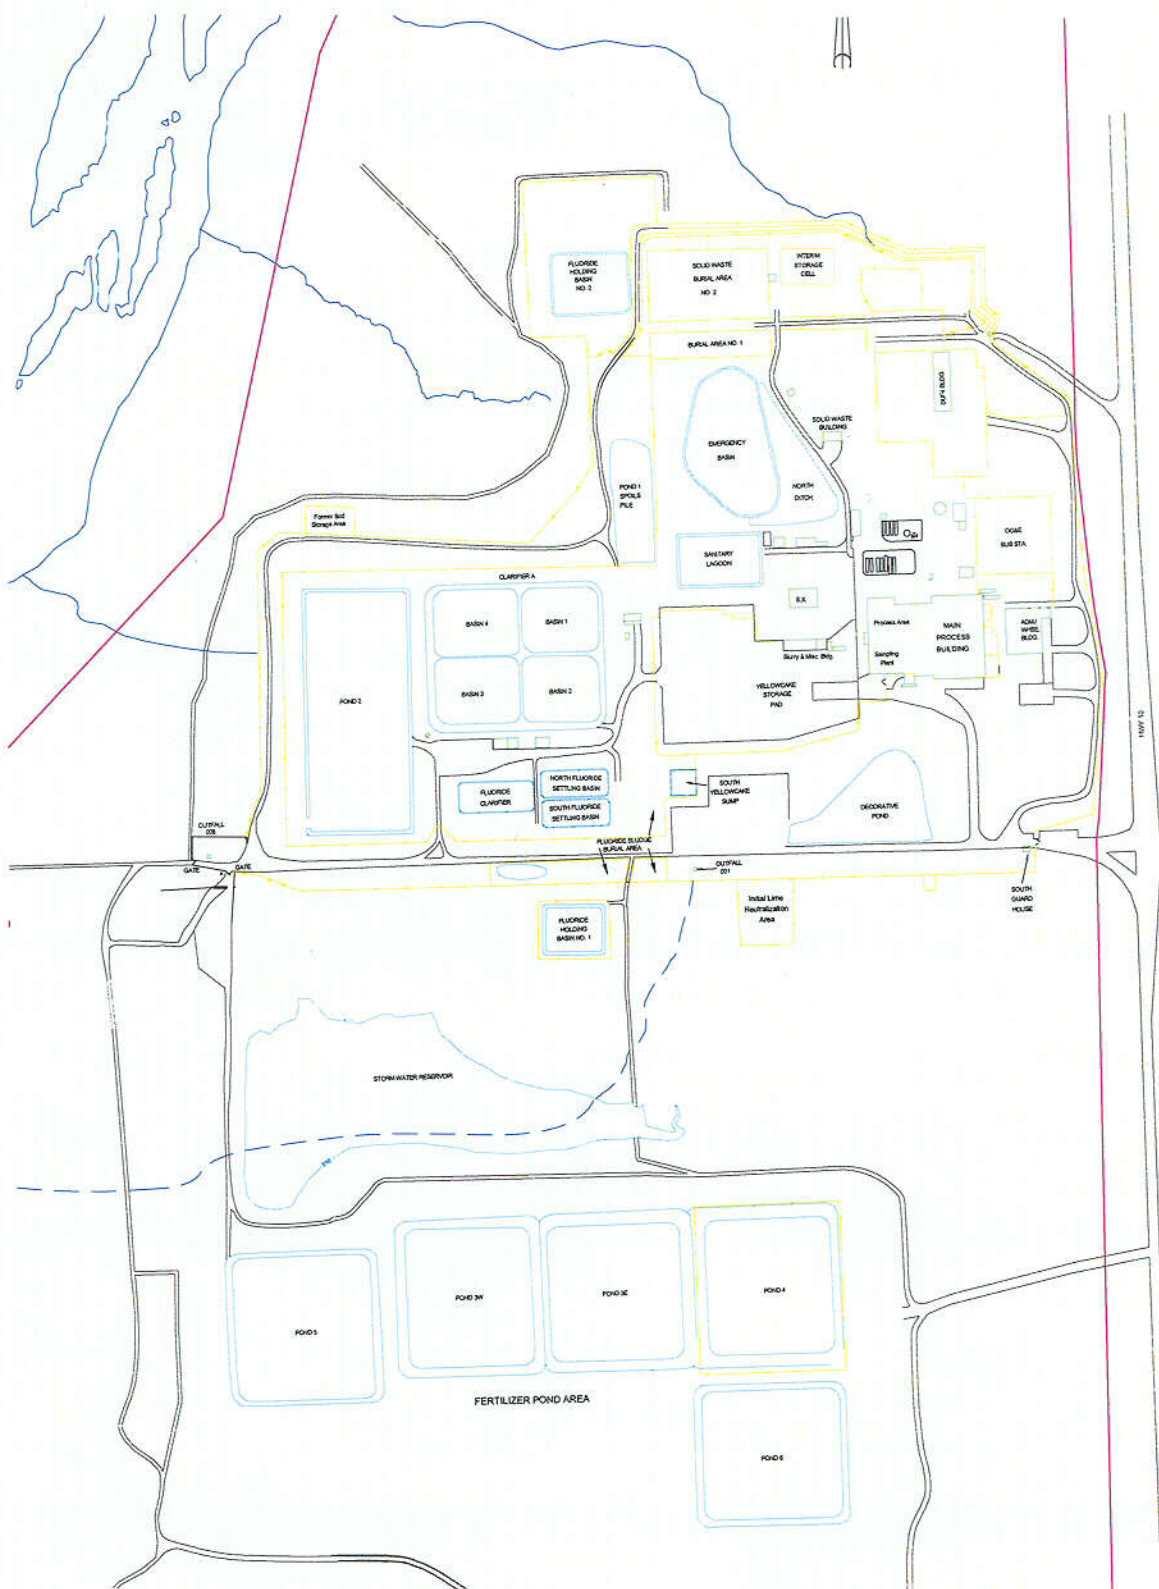 FLUORIDE
HOLDING
BASIN
NO. 2
SOLID WASTE
BURIAL AREA
NO. 2
INTERIM
STORAGE
CELL
BURIAL AREA NO. 1
DUF4 BLDG.
SOLID WASTE
BUILDING
EMERGENCY
BASIN
NORTH
DITCH
POND 1
SPOILS
PILE
Former Sod
Storage Area
OG&E
SUB STA.
SANITARY
LAGOON
CLARIFIER A
BASIN 4
BASIN 1
BASIN 3
BASIN 2
POND 2
S.X.
Process Area
MAIN
PROCESS
BUILDING
Sampling
Plant
Slurry & Misc. Bldg.
YELLOWCAKE
STORAGE
PAD
HWY 10
FLUORIDE
CLARIFIER
NORTH FLUORIDE
SETTLING BASIN
SOUTH FLUORIDE
SETTLING BASIN
SOUTH
YELLOWCAKE
SUMP
DECORATIVE
POND
OUTFALL
008
GATE
GATE
FLUORIDE SLUDGE
BURIAL AREA
OUTFALL
001
Initial Lime
Neutralization
Area
SOUTH
GUARD
HOUSE
FLUORIDE
HOLDING
BASIN NO. 1
STORM WATER RESERVOIR
POND 5
POND 3W
POND 3E
POND 4
FERTILIZER POND AREA
POND 6